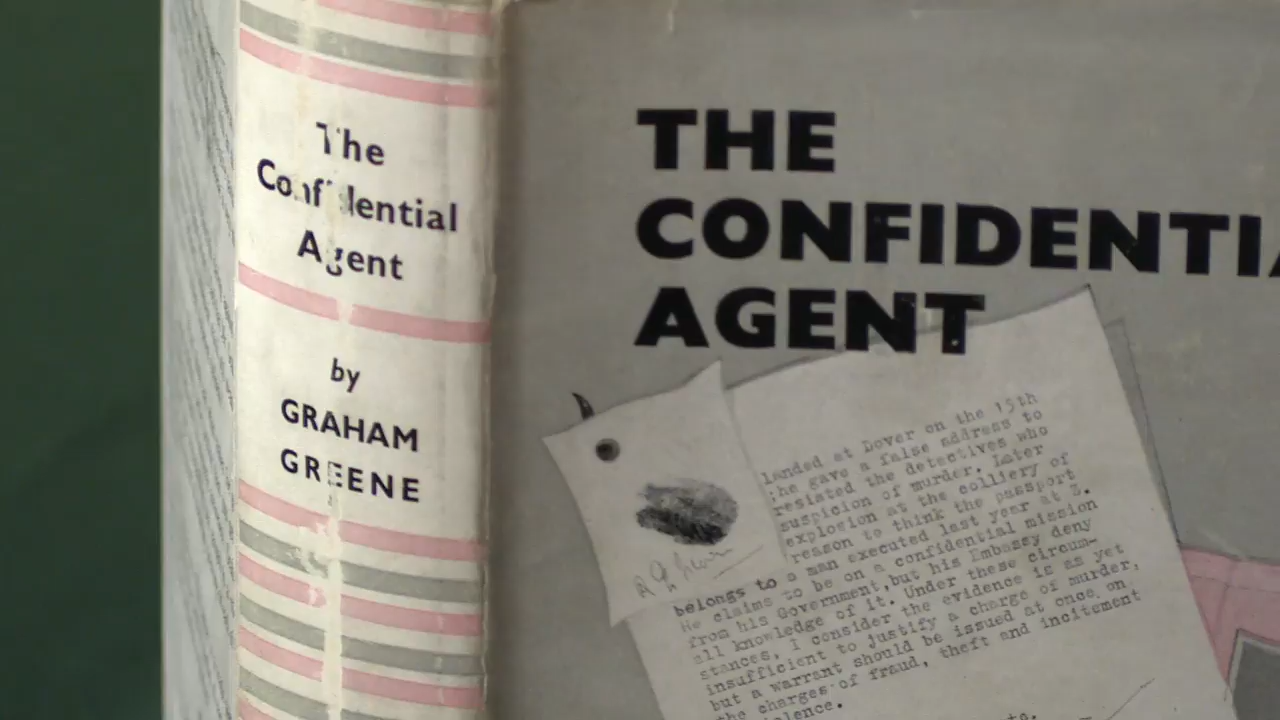 The
Confidential
Agent
by
GRAHAM
GREENE
THE
CONFIDENTIA
AGENT
landed at Dover on the 15th
he gave a false address to
resisted the detectives who
suspicion of murder. Later
explosion at the colliery of
reason to think the passport
belongs to a man executed last year at Z.
He claims to be on a confidential mission
from his Government, but his Embassy deny
all knowledge of it. Under these circum-
stances, I consider the evidence is as yet
insufficient to justify a charge of murder,
but a warrant should be issued at once on
the charges of fraud, theft and incitement